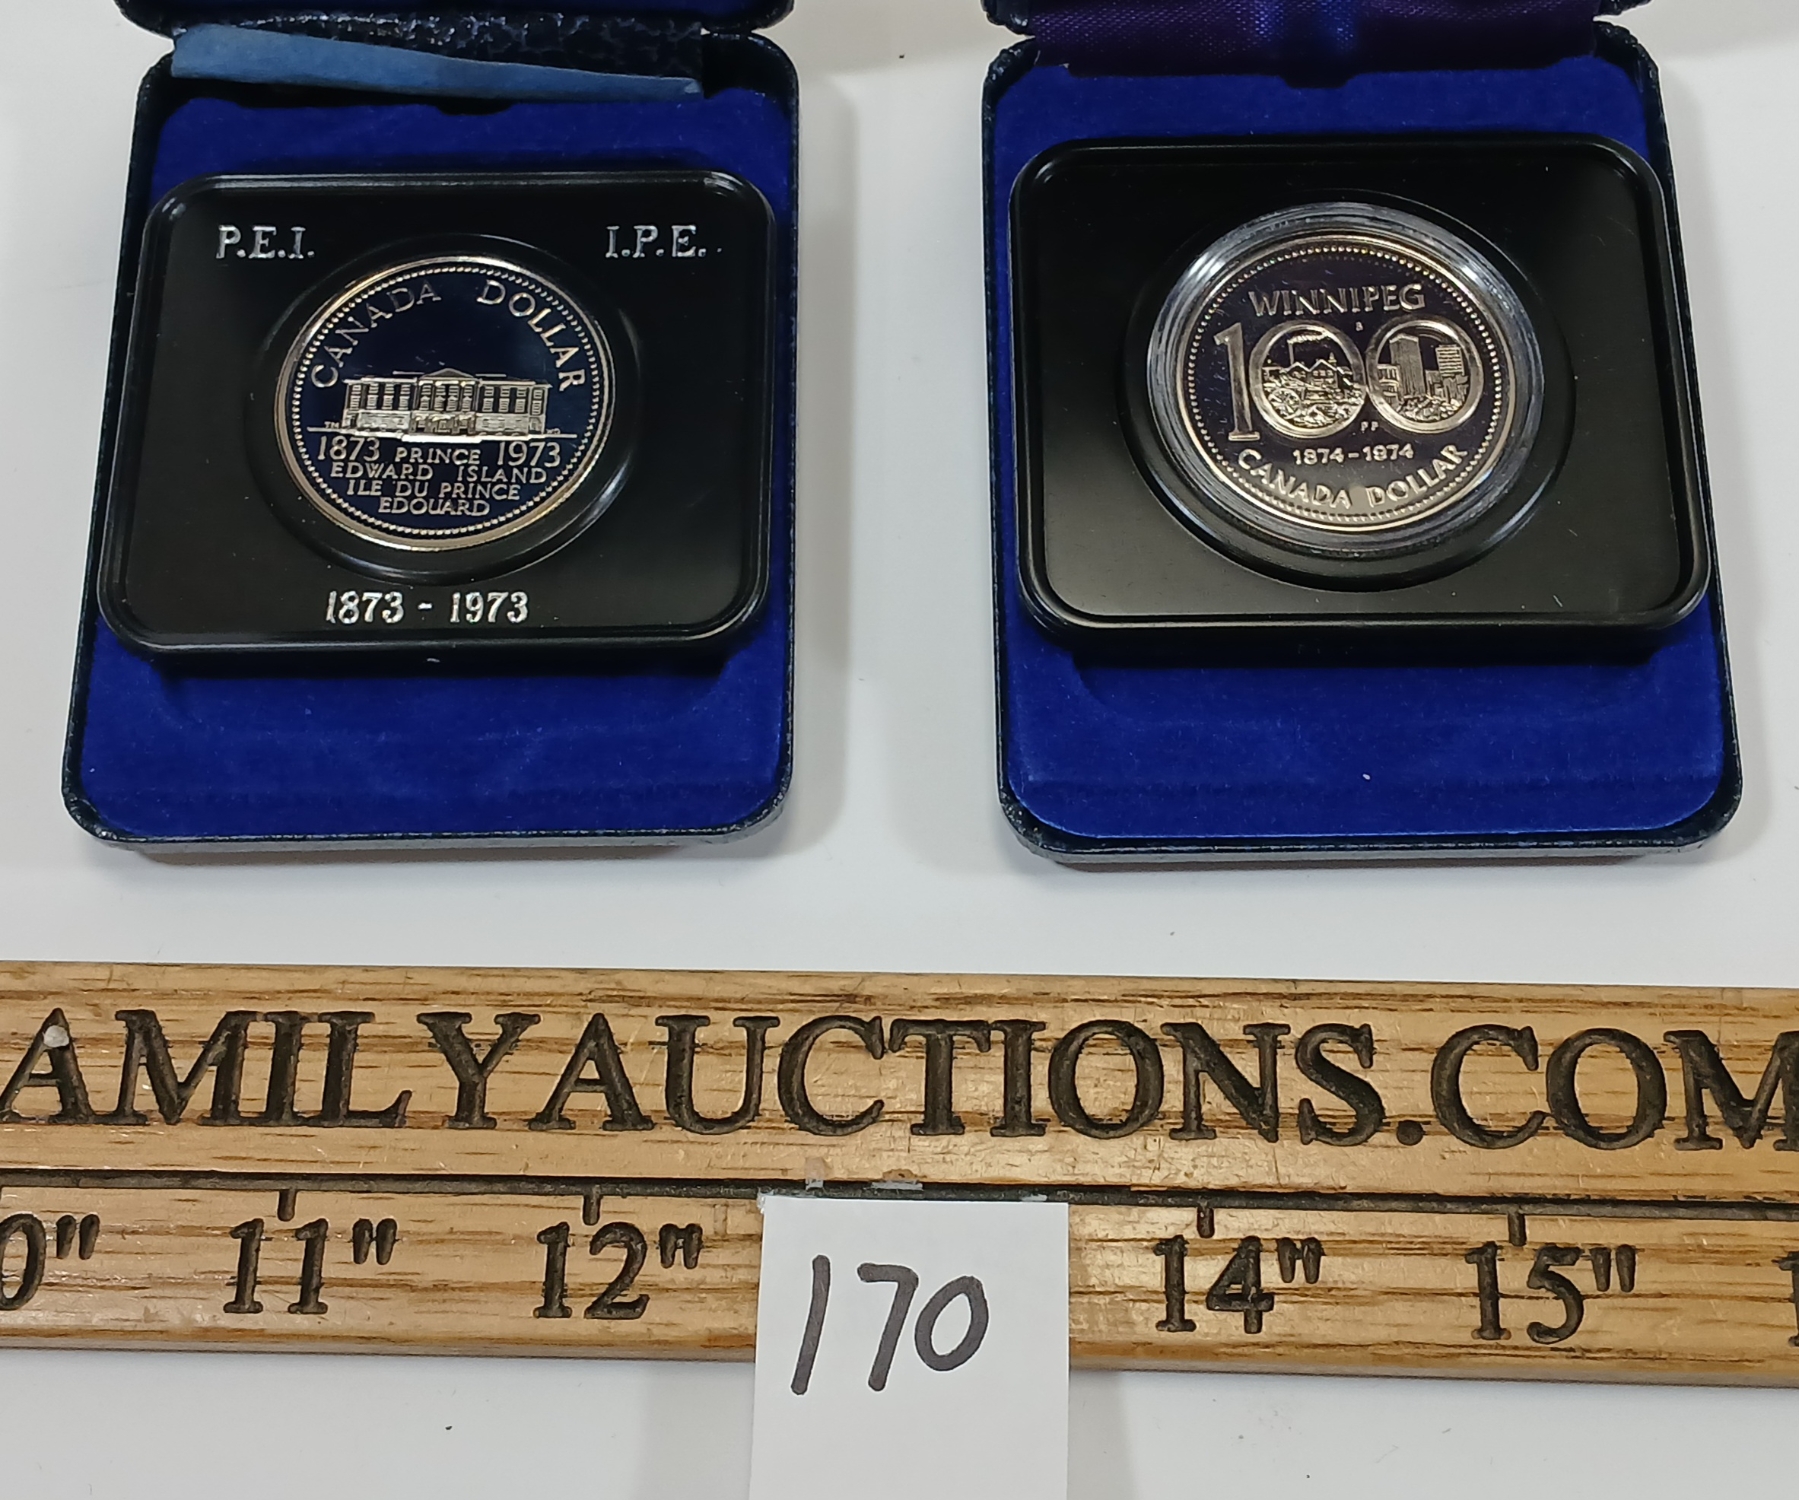 P.E.I. I.P.E.
CANADA DOLLAR
1873 PRINCE 1973
EDWARD ISLAND
ILE DU PRINCE
EDOUARD
1873 - 1973
WINNIPEG
100
1874-1974
CANADA DOLLAR
AMILYAUCTIONS.COM
0" 11" 12" 14" 15"
170